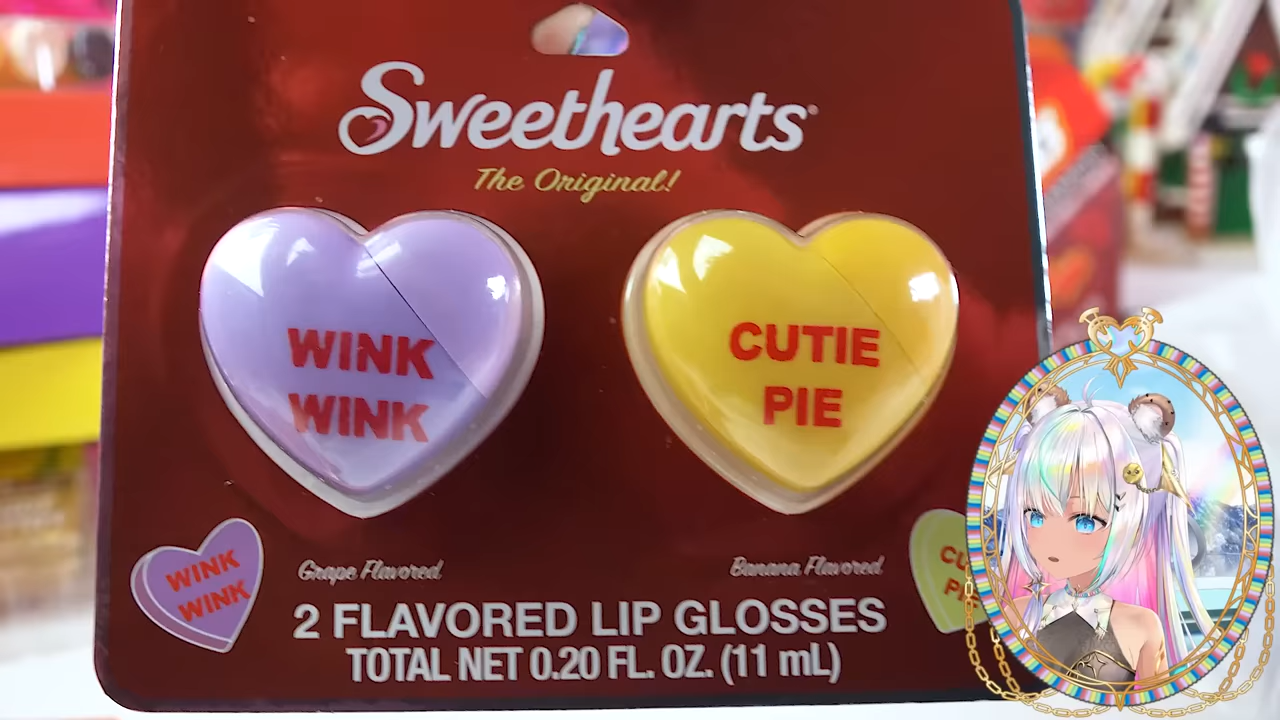 Sweethearts
The Original!
WINK
WINK
CUTIE
PIE
WINK
WINK
Grape Flavored
Banana Flavored
2 FLAVORED LIP GLOSSES
TOTAL NET 0.20 FL. OZ. (11 mL)